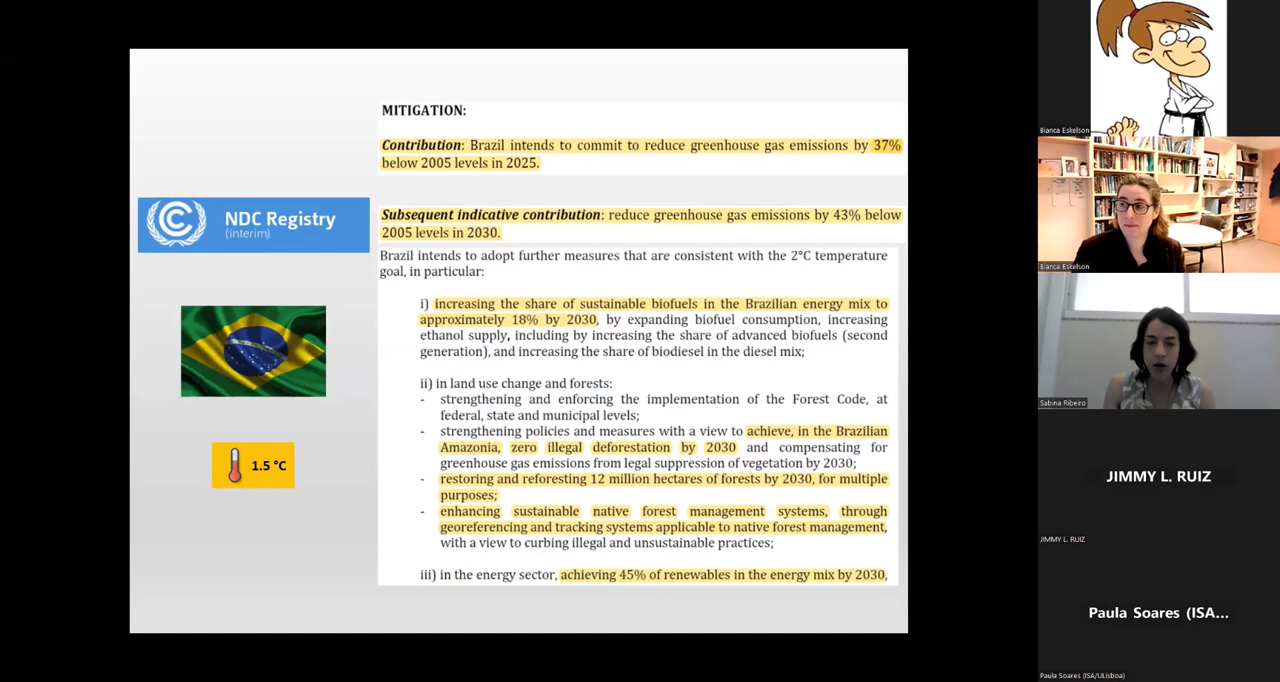 MITIGATION:
Contribution: Brazil intends to commit to reduce greenhouse gas emissions by 37%
below 2005 levels in 2025.
NDC Registry
(interim)
Subsequent indicative contribution: reduce greenhouse gas emissions by 43% below
2005 levels in 2030.
Brazil intends to adopt further measures that are consistent with the 2°C temperature
goal, in particular:
i) increasing the share of sustainable biofuels in the Brazilian energy mix to
approximately 18% by 2030, by expanding biofuel consumption, increasing
ethanol supply, including by increasing the share of advanced biofuels (second
generation), and increasing the share of biodiesel in the diesel mix;
ii) in land use change and forests:
- strengthening and enforcing the implementation of the Forest Code, at
federal, state and municipal levels;
- strengthening policies and measures with a view to achieve, in the Brazilian
Amazonia, zero illegal deforestation by 2030 and compensating for
greenhouse gas emissions from legal suppression of vegetation by 2030;
- restoring and reforesting 12 million hectares of forests by 2030, for multiple
purposes;
- enhancing sustainable native forest management systems, through
georeferencing and tracking systems applicable to native forest management,
with a view to curbing illegal and unsustainable practices;
iii) in the energy sector, achieving 45% of renewables in the energy mix by 2030,
1.5 °C
Bianca Eskelson
Bianca Eskelson
Sabina Ribeiro
JIMMY L. RUIZ
JIMMY L. RUIZ
Paula Soares (ISA...
Paula Soares (ISA/ULisboa)